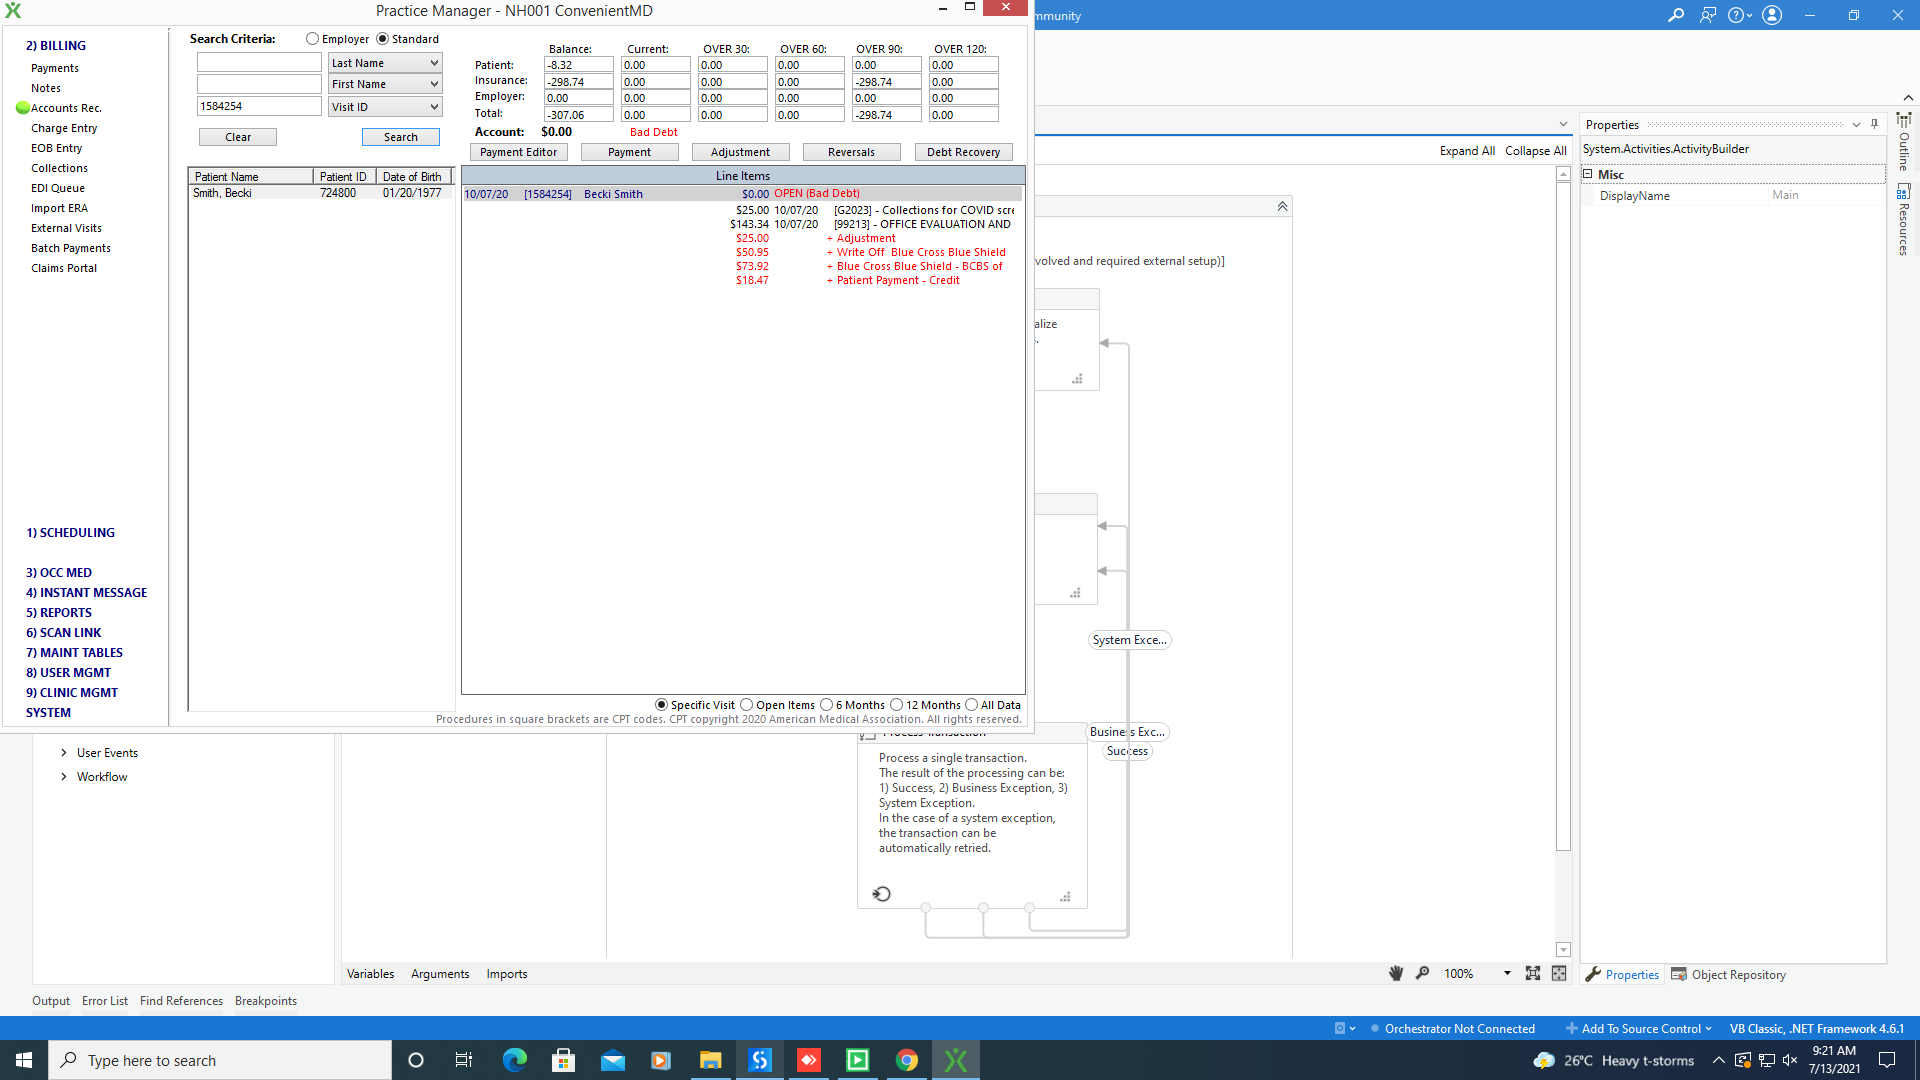 Practice Manager - NH001 ConvenientMD
mmunity
2) BILLING
Payments
Notes
Accounts Rec.
Charge Entry
EOB Entry
Collections
EDI Queue
Import ERA
External Visits
Batch Payments
Claims Portal
1) SCHEDULING
3) OCC MED
4) INSTANT MESSAGE
5) REPORTS
6) SCAN LINK
7) MAINT TABLES
8) USER MGMT
9) CLINIC MGMT
SYSTEM
Search Criteria: Employer Standard
Last Name
First Name
1584254 Visit ID
Clear Search
Balance: Current: OVER 30: OVER 60: OVER 90: OVER 120:
Patient: -8.32 0.00 0.00 0.00 0.00 0.00
Insurance: -298.74 0.00 0.00 0.00 -298.74 0.00
Employer: 0.00 0.00 0.00 0.00 0.00 0.00
Total: -307.06 0.00 0.00 0.00 -298.74 0.00
Account: $0.00 Bad Debt
Payment Editor Payment Adjustment Reversals Debt Recovery
Patient Name Patient ID Date of Birth
Smith, Becki 724800 01/20/1977
Line Items
10/07/20 [1584254] Becki Smith $0.00 OPEN (Bad Debt)
$25.00 10/07/20 [G2023] - Collections for COVID scre
$143.34 10/07/20 [99213] - OFFICE EVALUATION AND
$25.00 + Adjustment
$50.95 + Write Off Blue Cross Blue Shield
$73.92 + Blue Cross Blue Shield - BCBS of
$18.47 + Patient Payment - Credit
Specific Visit Open Items 6 Months 12 Months All Data
Procedures in square brackets are CPT codes. CPT copyright 2020 American Medical Association. All rights reserved.
Expand All Collapse All
volved and required external setup)]
alize
System Exce...
Business Exc...
Success
Process Transaction
Process a single transaction.
The result of the processing can be:
1) Success, 2) Business Exception, 3)
System Exception.
In the case of a system exception,
the transaction can be
automatically retried.
User Events
Workflow
Properties
System.Activities.ActivityBuilder
Misc
DisplayName Main
Outline
Resources
Variables Arguments Imports
100%
Properties Object Repository
Output Error List Find References Breakpoints
Orchestrator Not Connected Add To Source Control VB Classic, .NET Framework 4.6.1
Type here to search
26°C Heavy t-storms
9:21 AM
7/13/2021